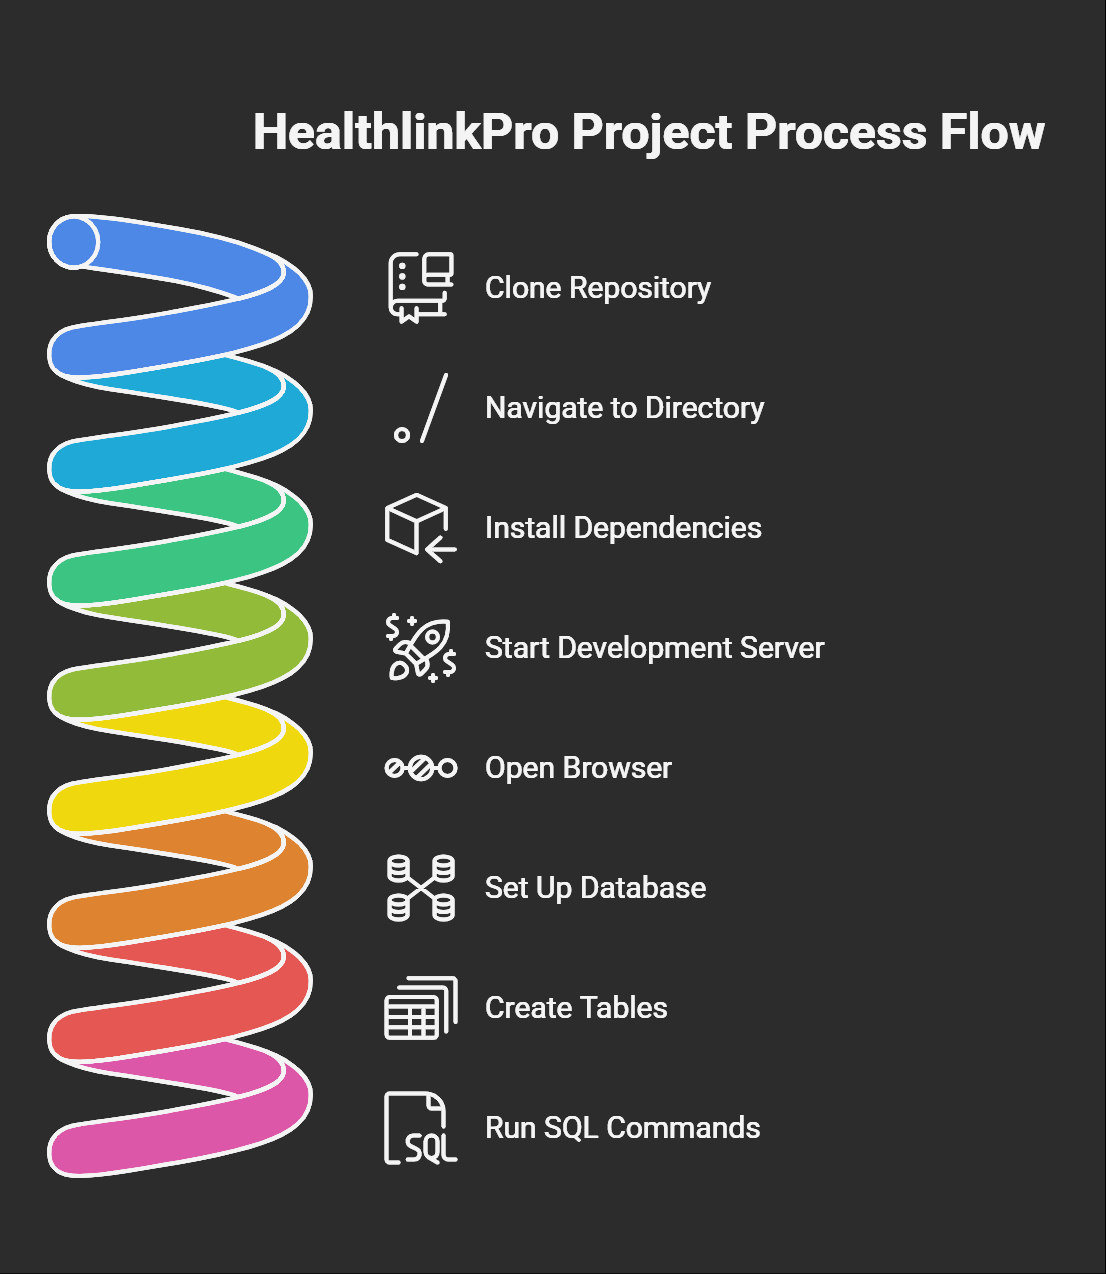 HealthlinkPro Project Process Flow
Clone Repository
Navigate to Directory
Install Dependencies
$
Start Development Server
$
Open Browser
Set Up Database
Create Tables
Run SQL Commands
SQL